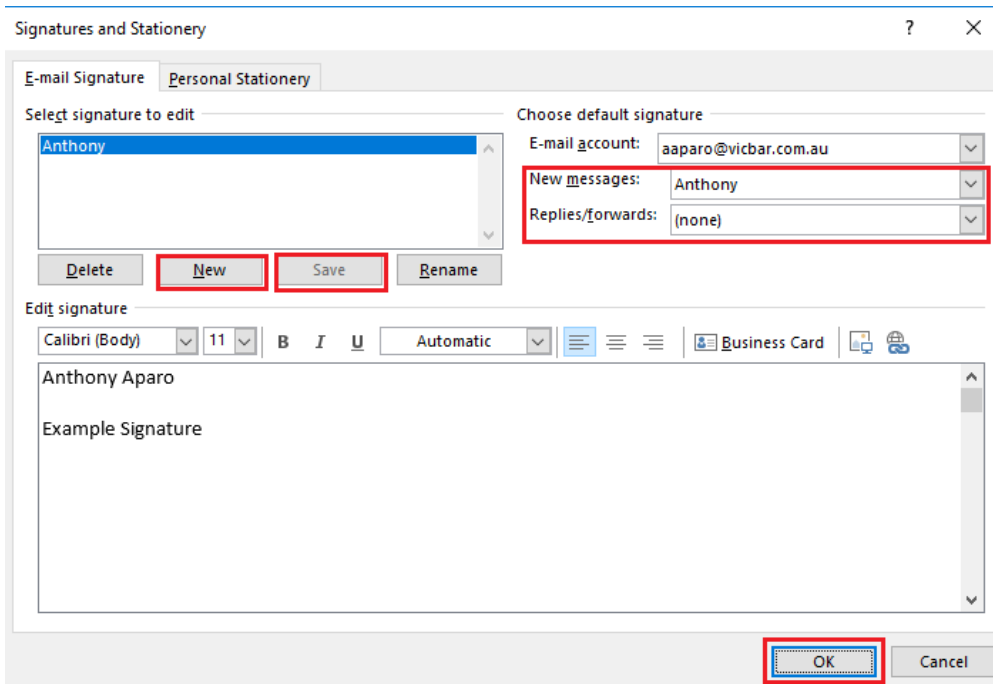 Signatures and Stationery
?
E-mail Signature
Personal Stationery
Select signature to edit
Anthony
Delete
New
Save
Rename
Choose default signature
E-mail account:
aaparo@vicbar.com.au
New messages:
Anthony
Replies/forwards:
(none)
Edit signature
Calibri (Body)
11
B
I
U
Automatic
Business Card
Anthony Aparo
Example Signature
OK
Cancel